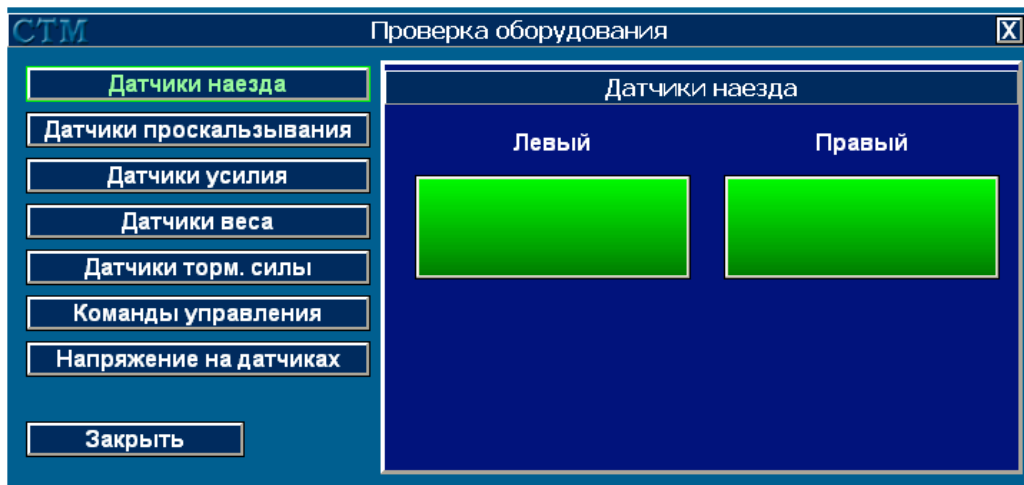 СТМ
Проверка оборудования
X
Датчики наезда
Датчики проскальзывания
Датчики усилия
Датчики веса
Датчики торм. силы
Команды управления
Напряжение на датчиках
Закрыть
Датчики наезда
Левый
Правый